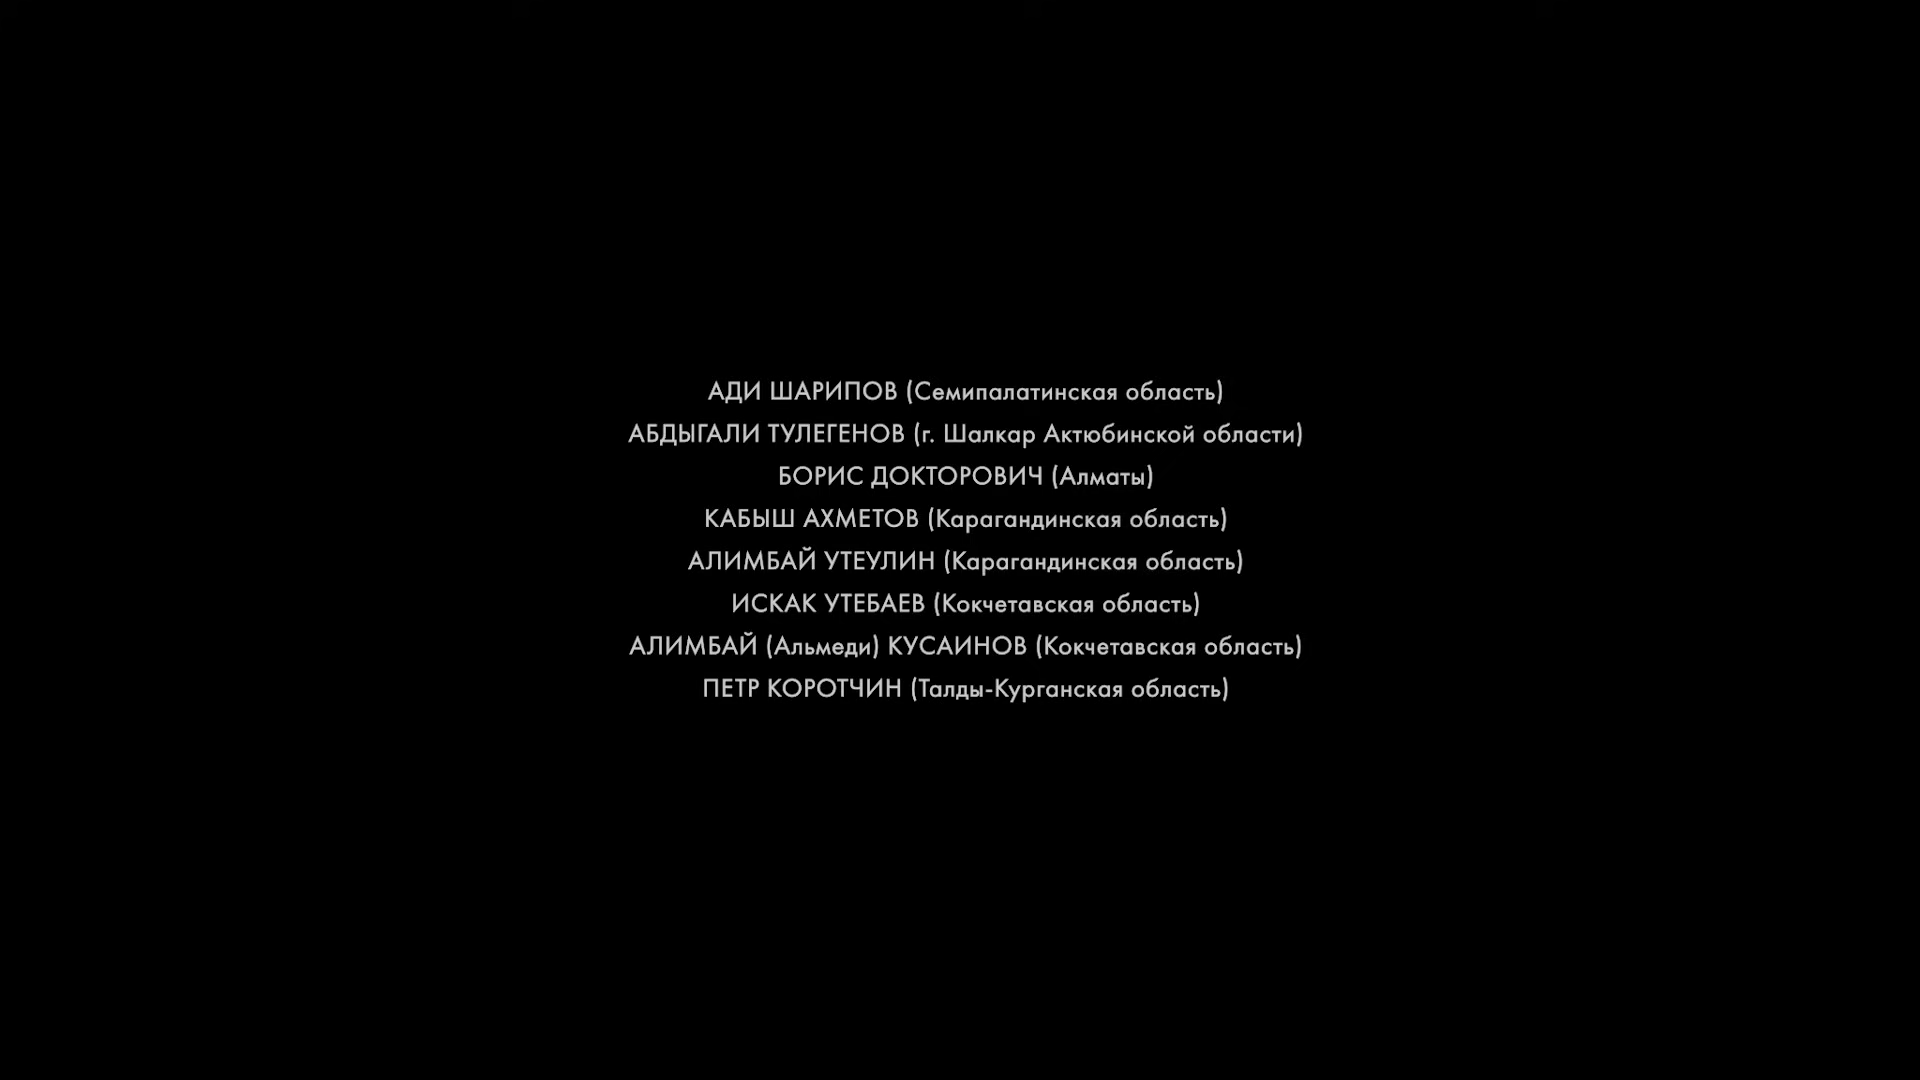 АДИ ШАРИПОВ (Семипалатинская область)
АБДЫГАЛИ ТУЛЕГЕНОВ (г. Шалкар Актюбинской области)
БОРИС ДОКТОРОВИЧ (Алматы)
КАБЫШ АХМЕТОВ (Карагандинская область)
АЛИМБАЙ УТЕУЛИН (Карагандинская область)
ИСКАК УТЕБАЕВ (Кокчетавская область)
АЛИМБАЙ (Альмеди) КУСАИНОВ (Кокчетавская область)
ПЕТР КОРОТЧИН (Талды-Курганская область)